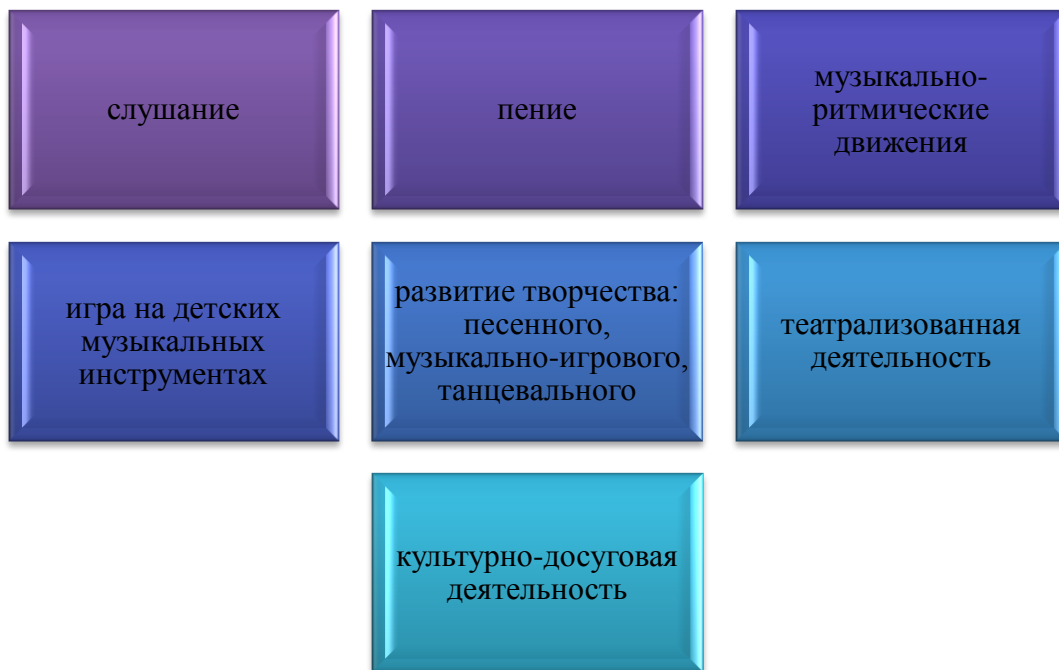 слушание
пение
музыкально-
ритмические
движения
игра на детских
музыкальных
инструментах
развитие творчества:
песенного,
музыкально-игрового,
танцевального
театрализованная
деятельность
культурно-досуговая
деятельность